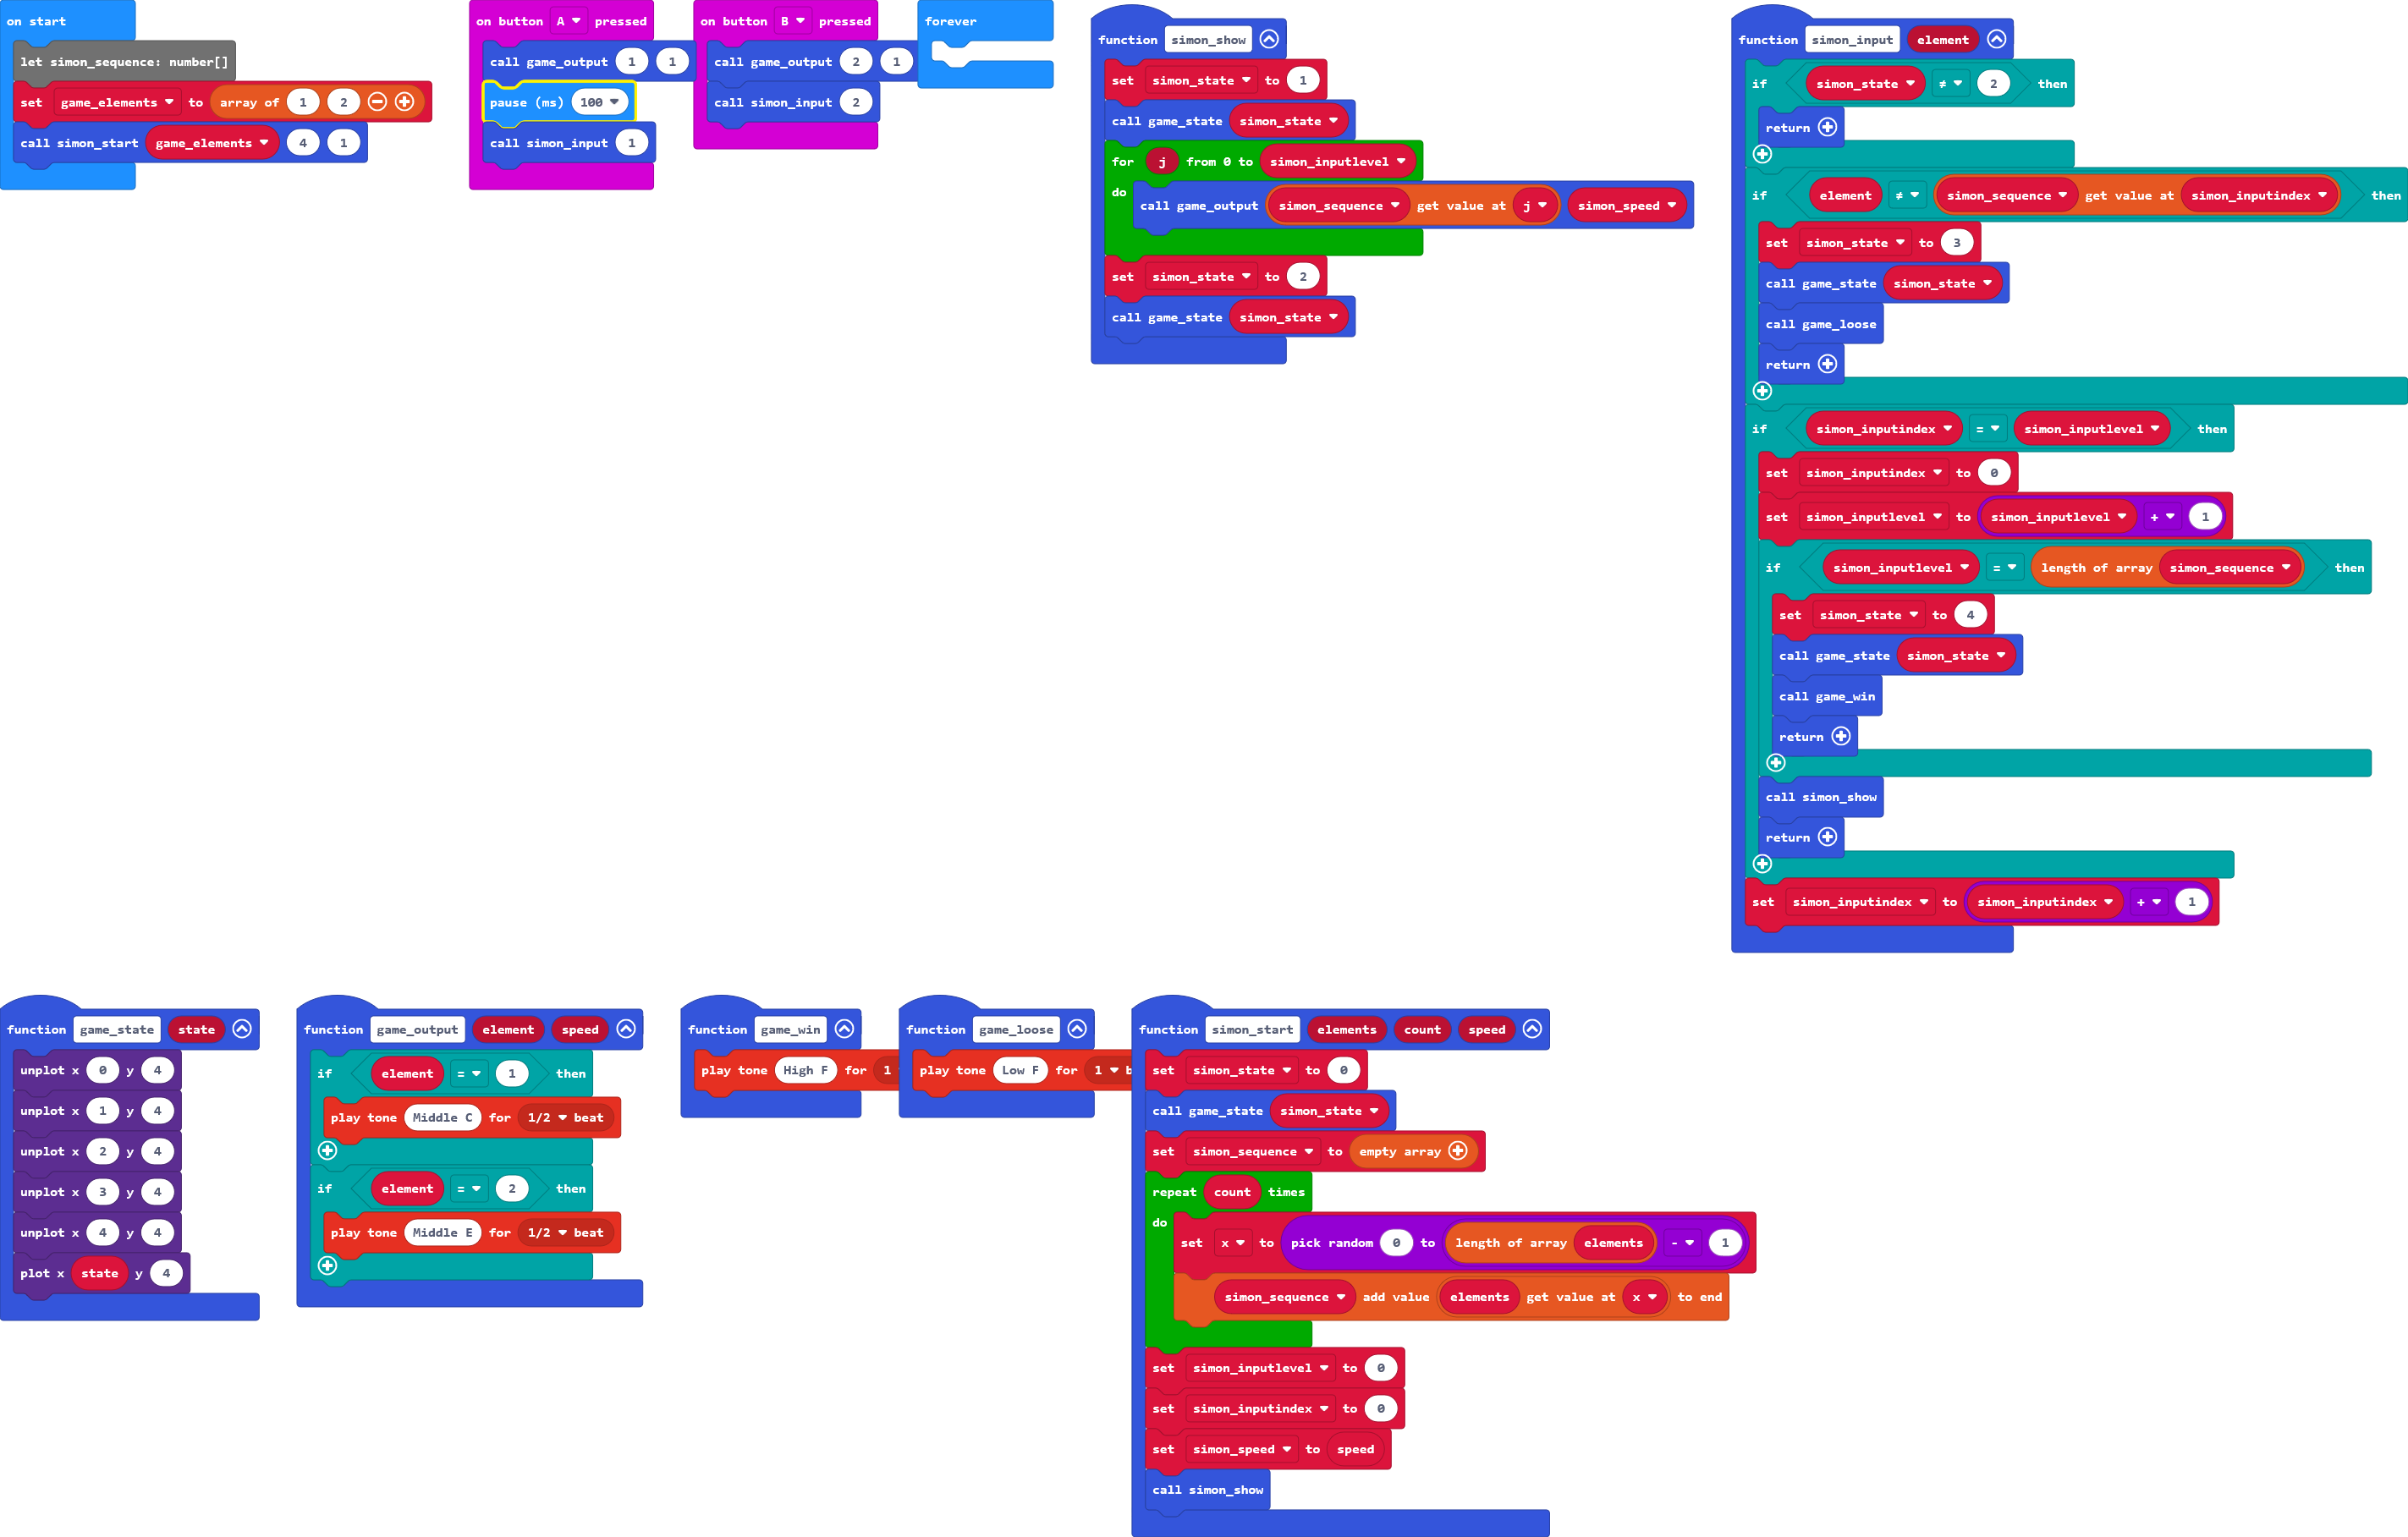 on start
let simon_sequence: number[]
set game_elements to array of 1 2
call simon_start game_elements 4 1
on button A pressed
call game_output 1 1
pause (ms) 100
call simon_input 1
on button B pressed
call game_output 2 1
call simon_input 2
forever
function simon_show
set simon_state to 1
call game_state simon_state
for j from 0 to simon_inputlevel
do call game_output simon_sequence get value at j simon_speed
set simon_state to 2
call game_state simon_state
function simon_input element
if simon_state ≠ 2 then
return
if element ≠ simon_sequence get value at simon_inputindex then
set simon_state to 3
call game_state simon_state
call game_loose
return
if simon_inputindex = simon_inputlevel then
set simon_inputindex to 0
set simon_inputlevel to simon_inputlevel + 1
if simon_inputlevel = length of array simon_sequence then
set simon_state to 4
call game_state simon_state
call game_win
return
call simon_show
return
set simon_inputindex to simon_inputindex + 1
function game_state state
unplot x 0 y 4
unplot x 1 y 4
unplot x 2 y 4
unplot x 3 y 4
unplot x 4 y 4
plot x state y 4
function game_output element speed
if element = 1 then
play tone Middle C for 1/2 beat
if element = 2 then
play tone Middle E for 1/2 beat
function game_win
play tone High F for 1
function game_loose
play tone Low F for 1
function simon_start elements count speed
set simon_state to 0
call game_state simon_state
set simon_sequence to empty array
repeat count times
do set x to pick random 0 to length of array elements - 1
simon_sequence add value elements get value at x to end
set simon_inputlevel to 0
set simon_inputindex to 0
set simon_speed to speed
call simon_show